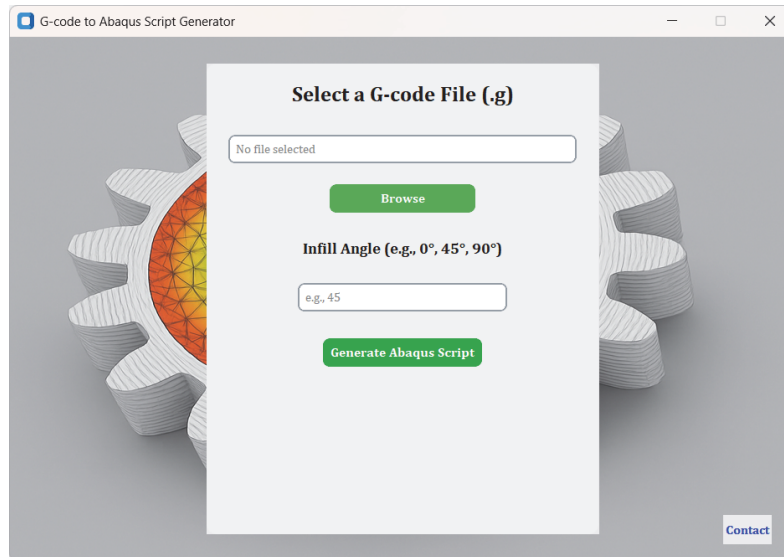 G-code to Abaqus Script Generator
Select a G-code File (.g)
No file selected
Browse
Infill Angle (e.g., 0°, 45°, 90°)
e.g., 45
Generate Abaqus Script
Contact